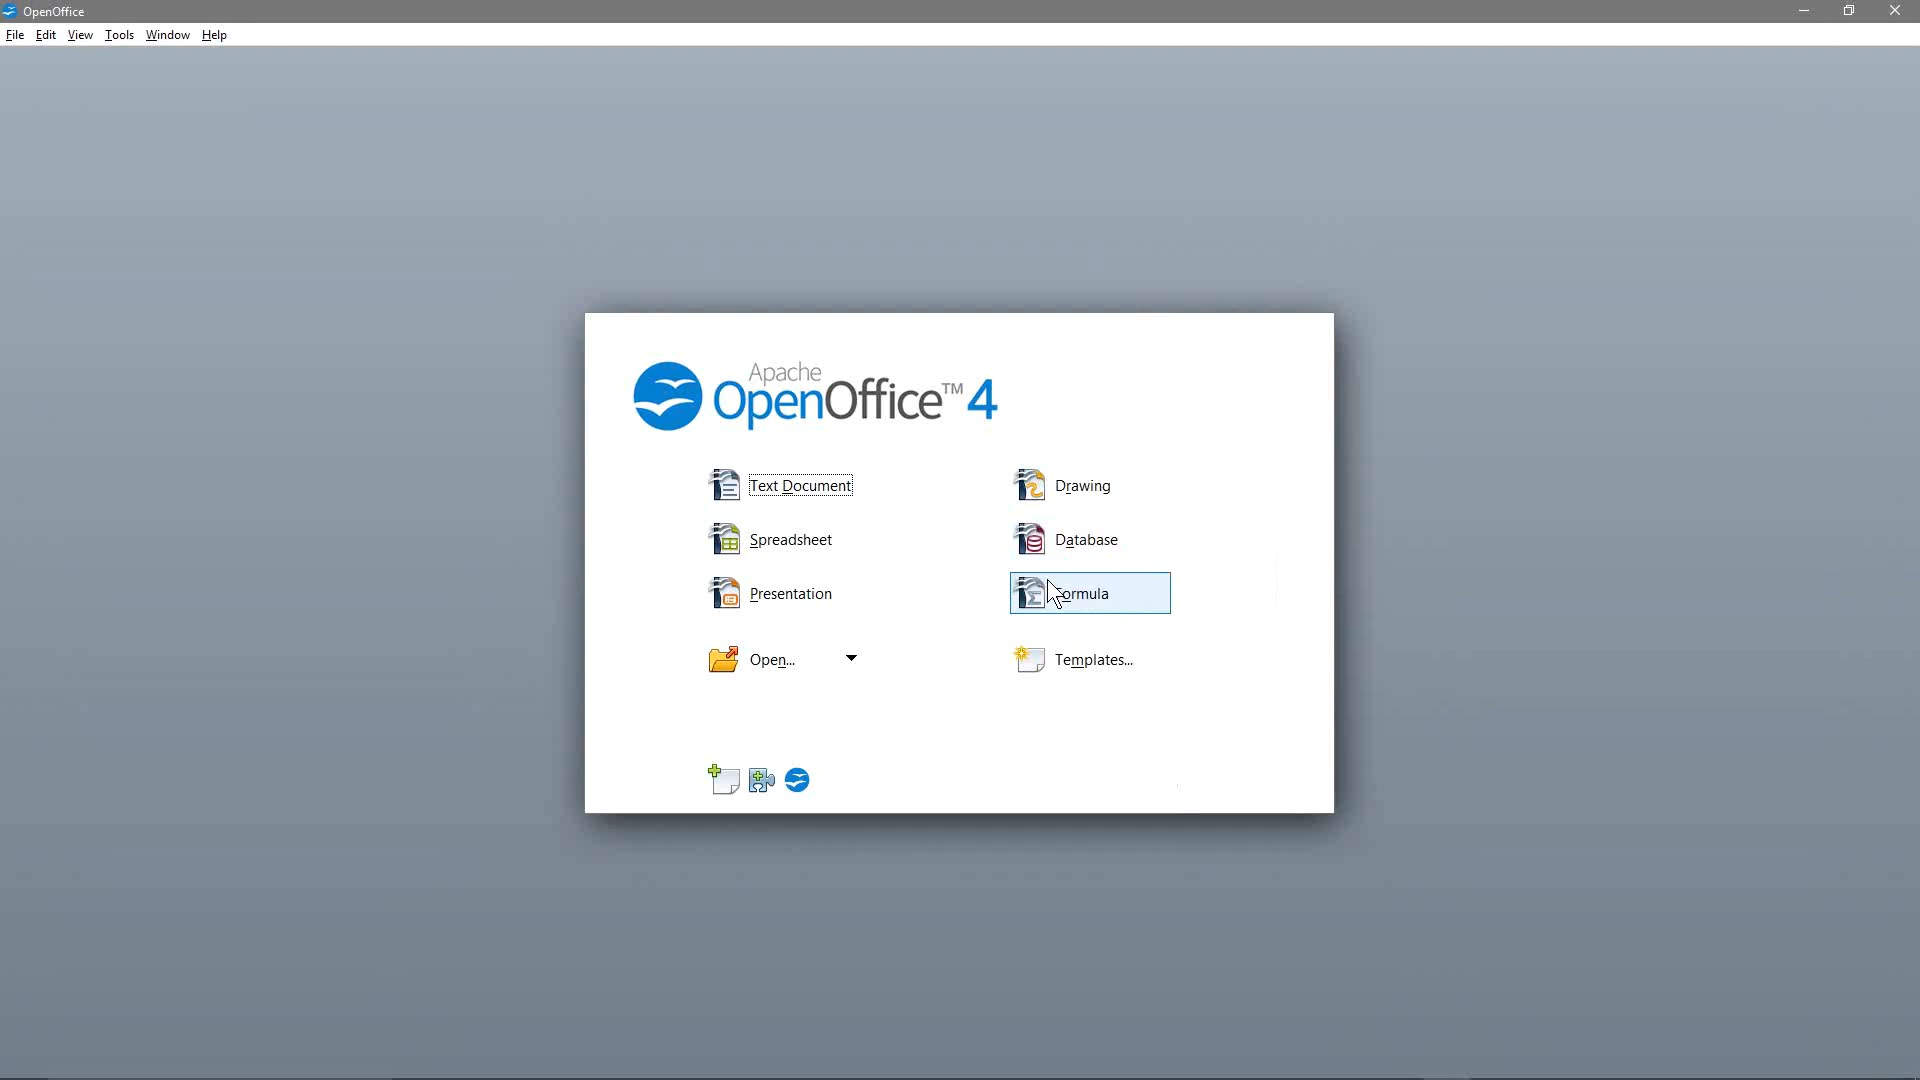 OpenOffice
File Edit View Tools Window Help
Apache
OpenOffice™ 4
Text Document
Drawing
Spreadsheet
Database
Presentation
ormula
Open...
Templates...